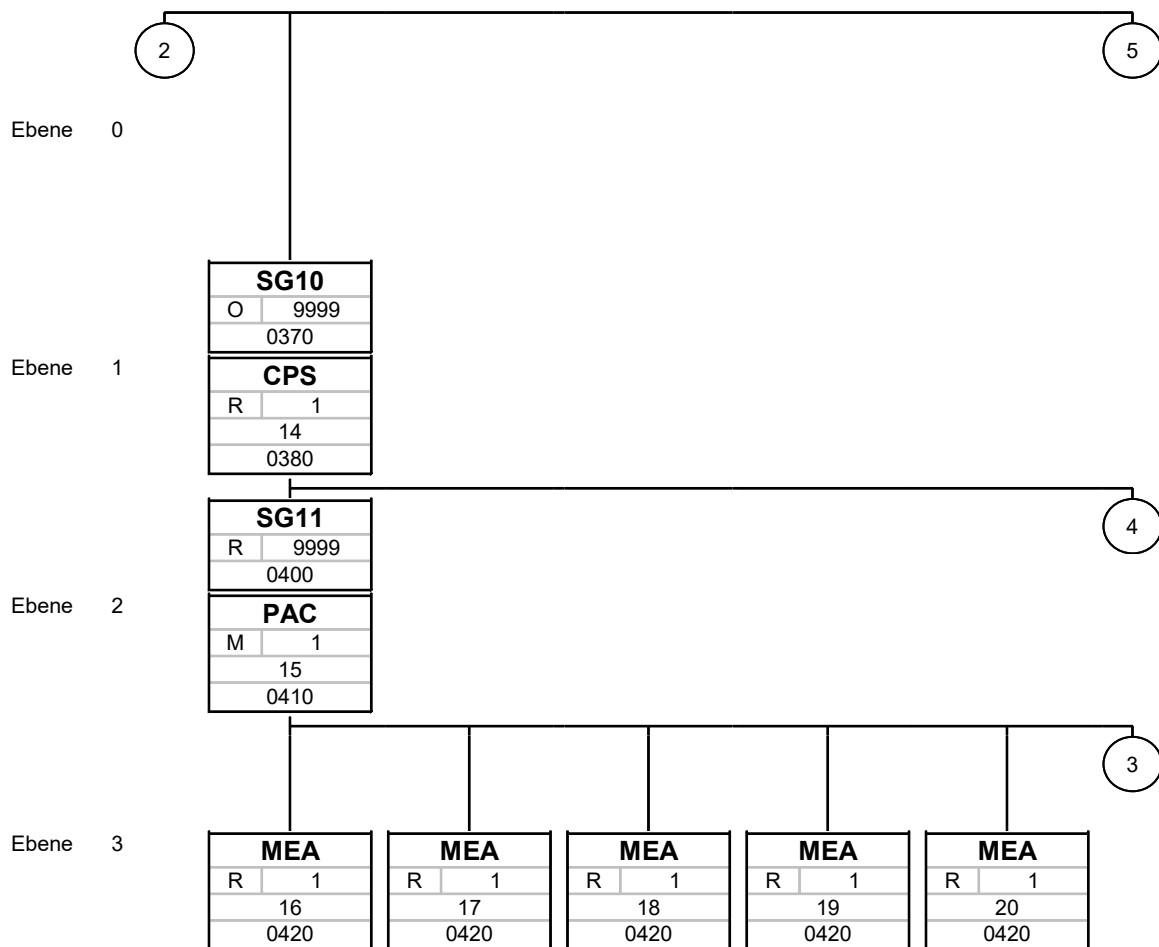 2
5
Ebene 0
SG10
O 9999
0370
Ebene 1
CPS
R 1
14
0380
SG11
R 9999
0400
4
Ebene 2
PAC
M 1
15
0410
3
Ebene 3
MEA MEA MEA MEA MEA
R 1 R 1 R 1 R 1 R 1
16 17 18 19 20
0420 0420 0420 0420 0420